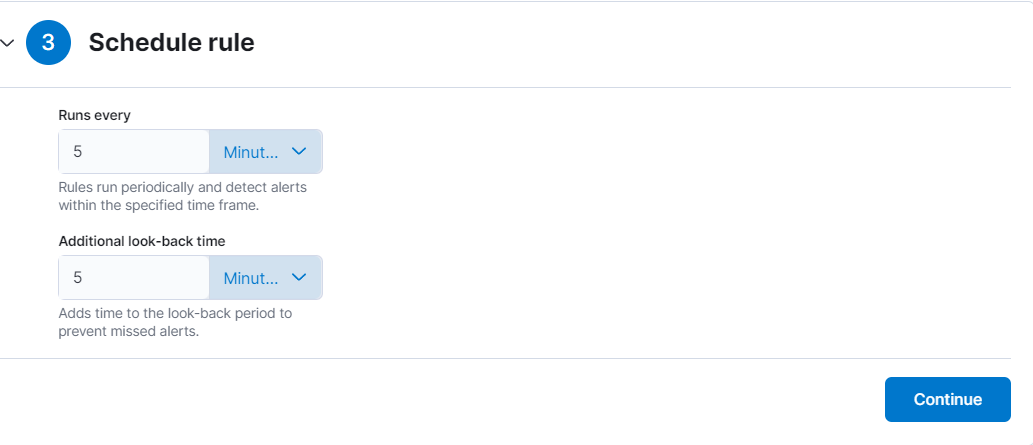 3 Schedule rule
Runs every
5 Minut...
Rules run periodically and detect alerts
within the specified time frame.
Additional look-back time
5 Minut...
Adds time to the look-back period to
prevent missed alerts.
Continue